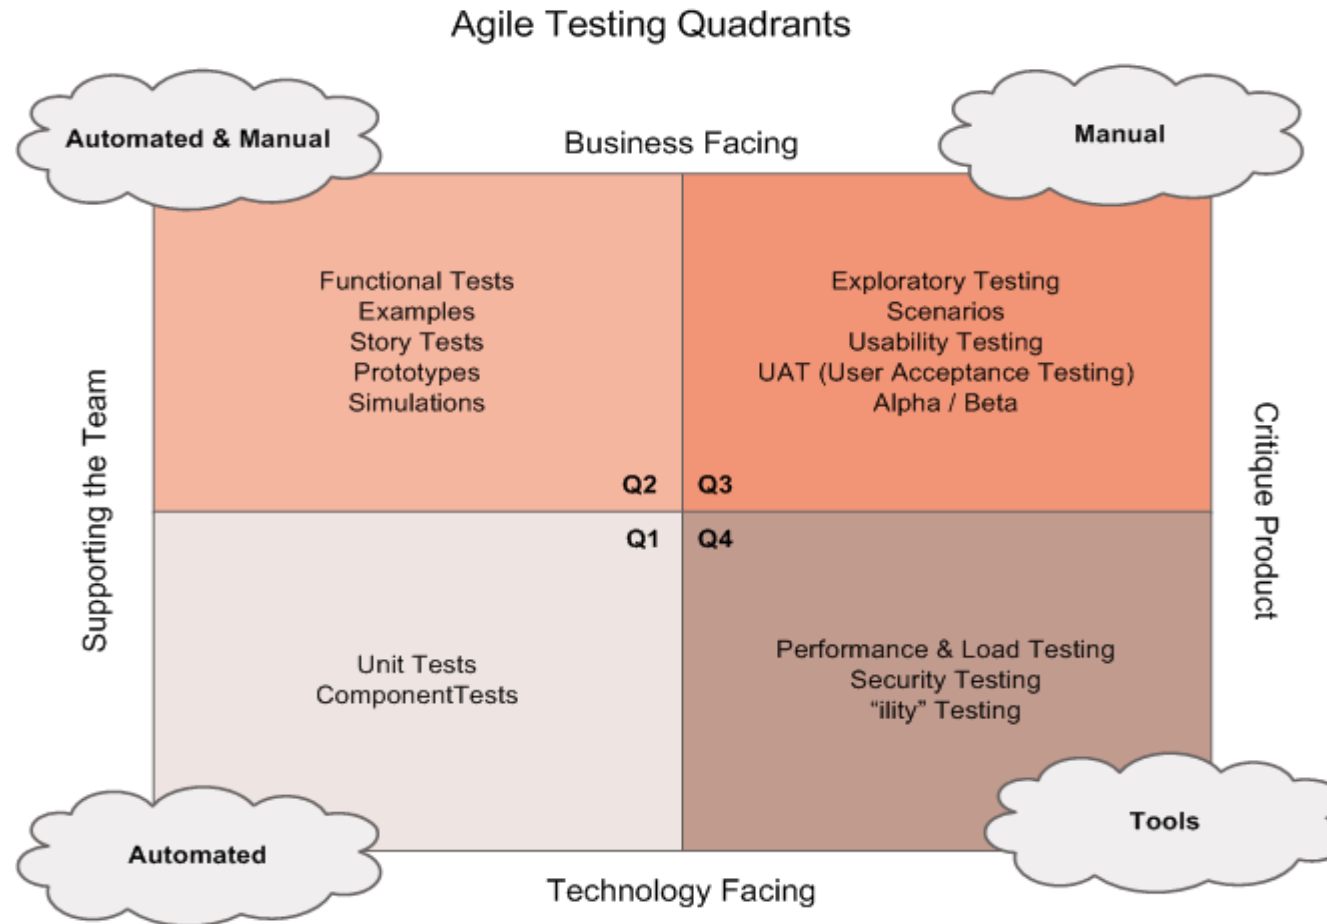 Agile Testing Quadrants
Automated & Manual
Business Facing
Manual
Functional Tests
Examples
Story Tests
Prototypes
Simulations
Q2
Exploratory Testing
Scenarios
Usability Testing
UAT (User Acceptance Testing)
Alpha / Beta
Q3
Supporting the Team
Critique Product
Q1
Unit Tests
ComponentTests
Q4
Performance & Load Testing
Security Testing
“ility” Testing
Automated
Technology Facing
Tools